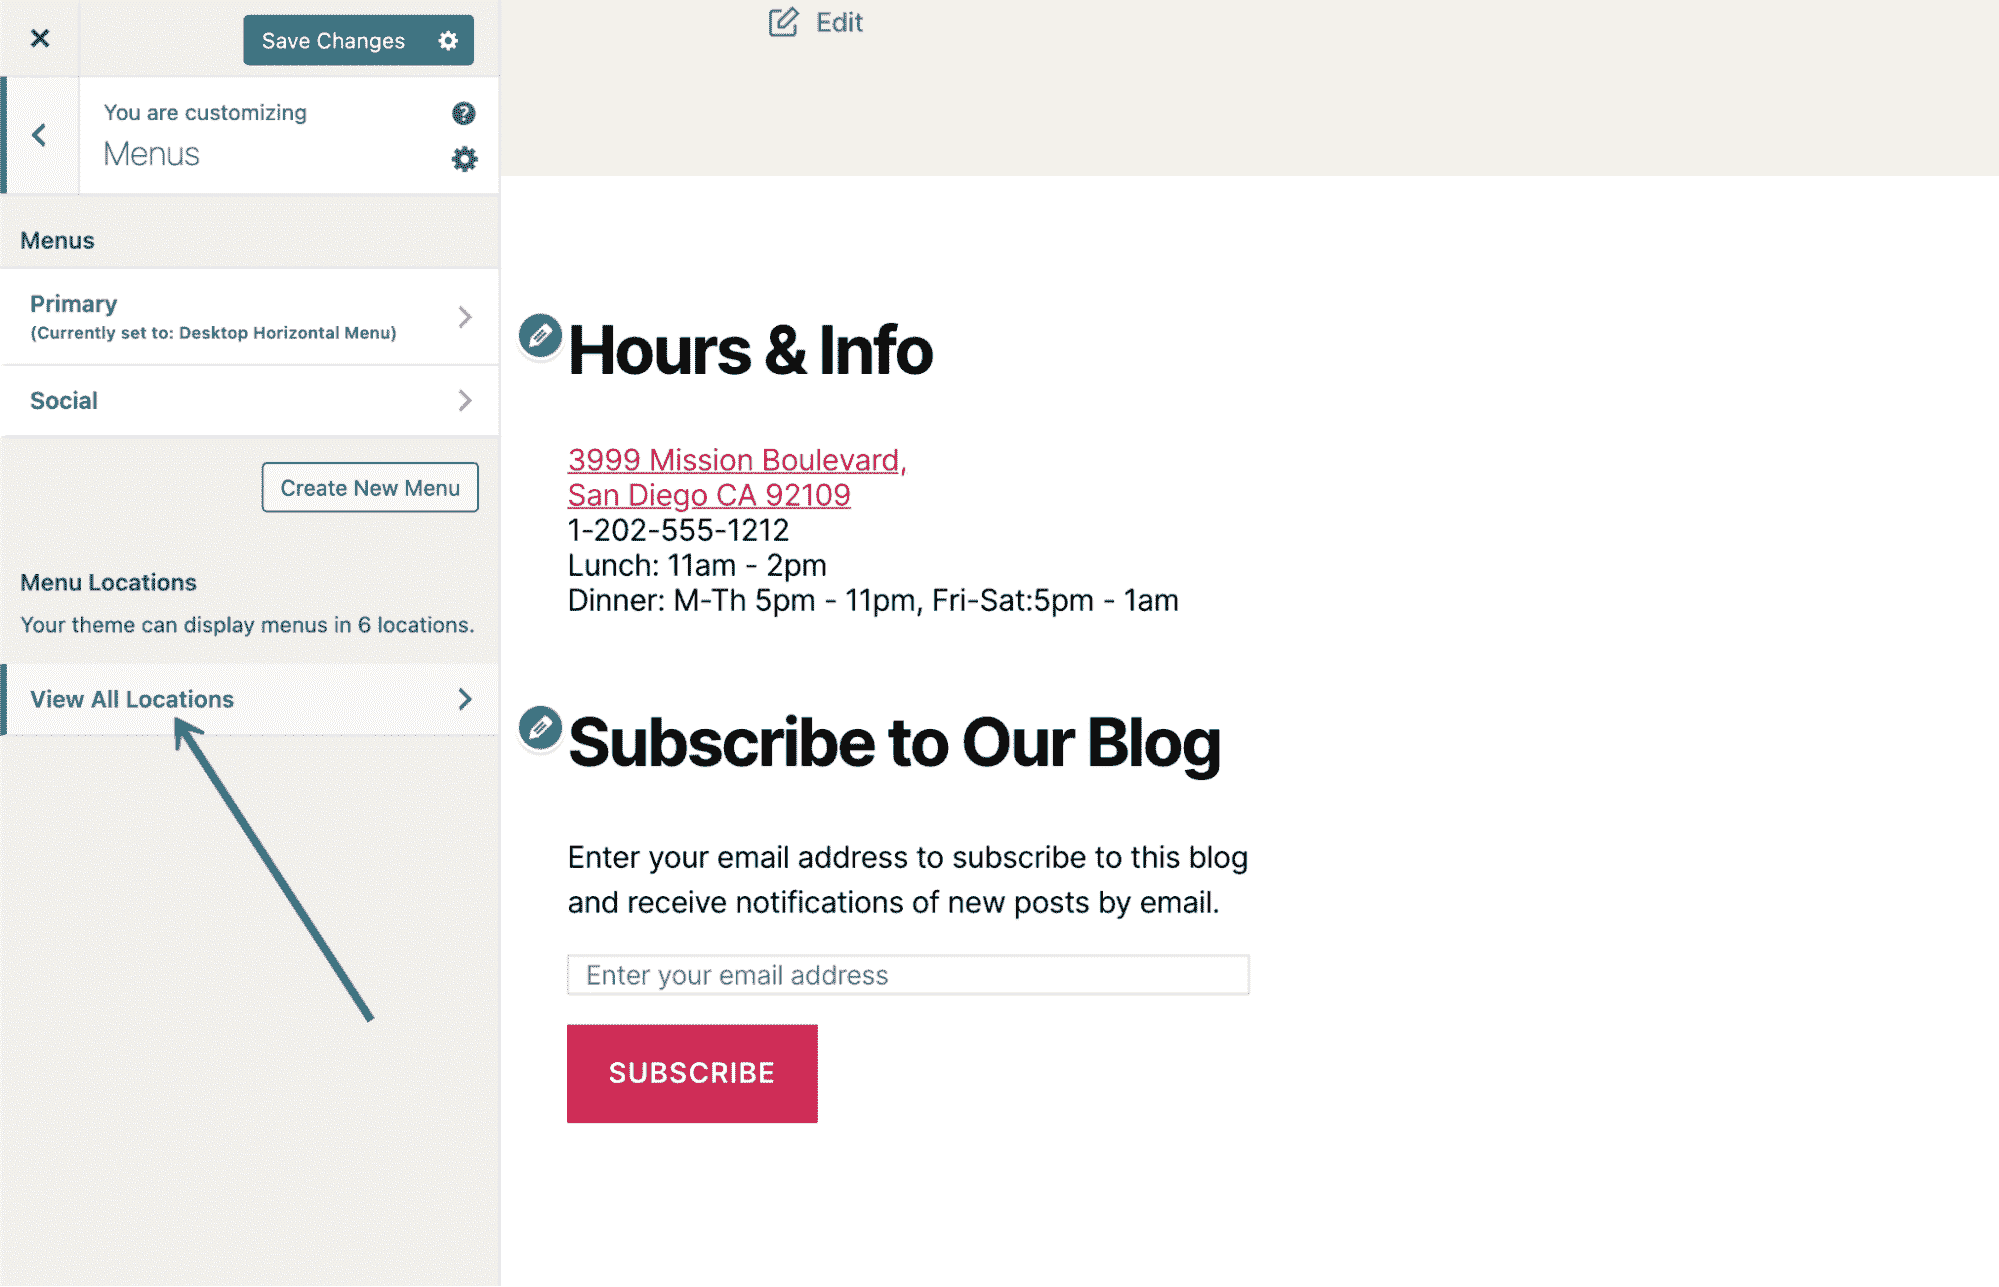 Save Changes
You are customizing
Menus
Menus
Primary
(Currently set to: Desktop Horizontal Menu)
Social
Create New Menu
Menu Locations
Your theme can display menus in 6 locations.
View All Locations
Edit
Hours & Info
3999 Mission Boulevard,
San Diego CA 92109
1-202-555-1212
Lunch: 11am - 2pm
Dinner: M-Th 5pm - 11pm, Fri-Sat:5pm - 1am
Subscribe to Our Blog
Enter your email address to subscribe to this blog
and receive notifications of new posts by email.
Enter your email address
SUBSCRIBE